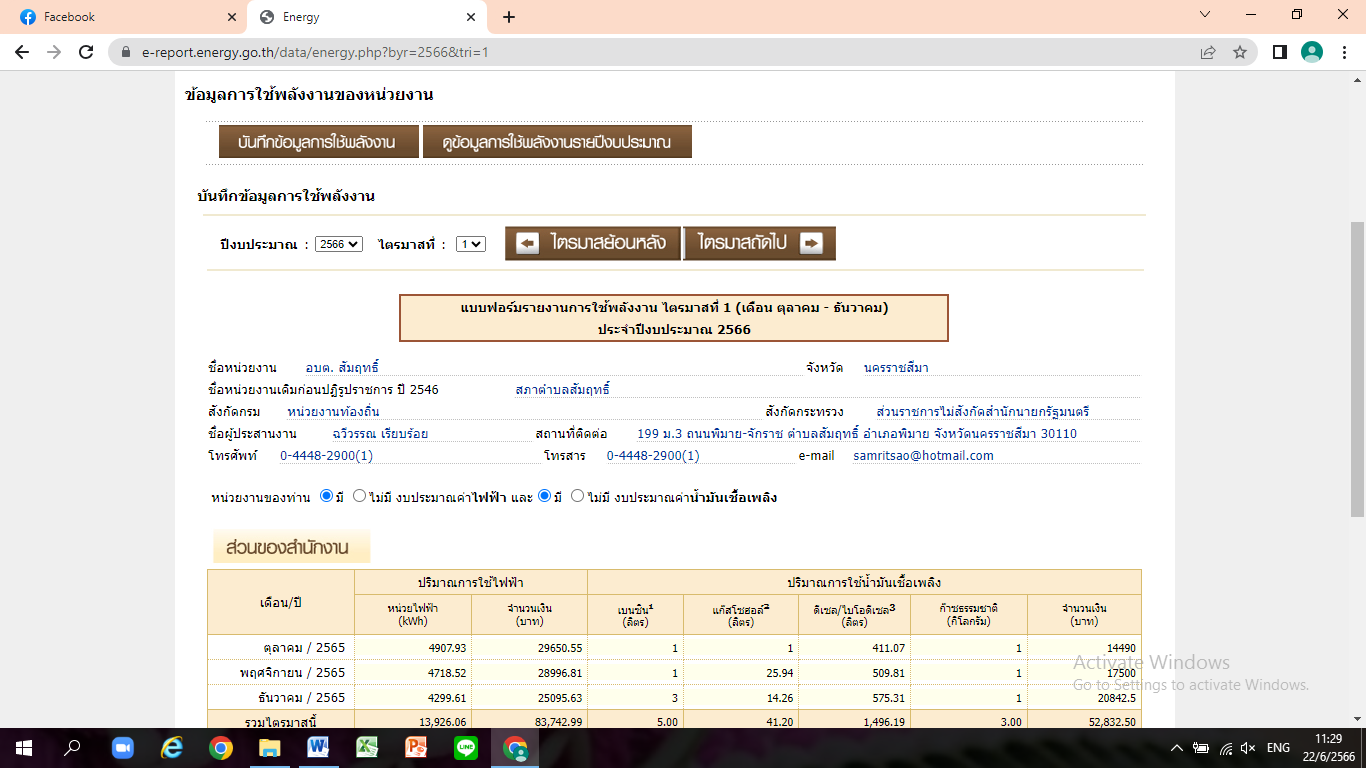 Facebook
Energy
e-report.energy.go.th/data/energy.php?byr=2566&tri=1
ข้อมูลการใช้พลังงานของหน่วยงาน
บันทึกข้อมูลการใช้พลังงาน ดูข้อมูลการใช้พลังงานรายปีงบประมาณ
บันทึกข้อมูลการใช้พลังงาน
ปีงบประมาณ : 2566 ไตรมาสที่ : 1 ไตรมาสย้อนหลัง ไตรมาสถัดไป
แบบฟอร์มรายงานการใช้พลังงาน ไตรมาสที่ 1 (เดือน ตุลาคม - ธันวาคม)
ประจำปีงบประมาณ 2566
ชื่อหน่วยงาน อบต. สัมฤทธิ์ จังหวัด นครราชสีมา
ชื่อหน่วยงานเดิมก่อนปฏิรูปราชการ ปี 2546 สภาตำบลสัมฤทธิ์
สังกัดกรม หน่วยงานท้องถิ่น สังกัดกระทรวง ส่วนราชการไม่สังกัดสำนักนายกรัฐมนตรี
ชื่อผู้ประสานงาน ฉวีวรรณ เรียบร้อย สถานที่ติดต่อ 199 ม.3 ถนนพิมาย-จักราช ตำบลสัมฤทธิ์ อำเภอพิมาย จังหวัดนครราชสีมา 30110
โทรศัพท์ 0-4448-2900(1) โทรสาร 0-4448-2900(1) e-mail samritsao@hotmail.com
หน่วยงานของท่าน มี ไม่มี งบประมาณค่าไฟฟ้า และ มี ไม่มี งบประมาณค่าน้ำมันเชื้อเพลิง
ส่วนของสำนักงาน
เดือน/ปี ปริมาณการใช้ไฟฟ้า ปริมาณการใช้น้ำมันเชื้อเพลิง
หน่วยไฟฟ้า (kWh) จำนวนเงิน (บาท) เบนซิน¹ (ลิตร) แก๊สโซฮอล์² (ลิตร) ดีเซล/ไบโอดีเซล³ (ลิตร) ก๊าซธรรมชาติ (กิโลกรัม) จำนวนเงิน (บาท)
ตุลาคม / 2565 4907.93 29650.55 1 1 411.07 1 14490
พฤศจิกายน / 2565 4718.52 28996.81 1 25.94 509.81 1 17500
ธันวาคม / 2565 4299.61 25095.63 3 14.26 575.31 1 20842.5
รวมไตรมาสนี้ 13,926.06 83,742.99 5.00 41.20 1,496.19 3.00 52,832.50
Activate Windows
Go to Settings to activate Windows.
ENG
11:29
22/6/2566